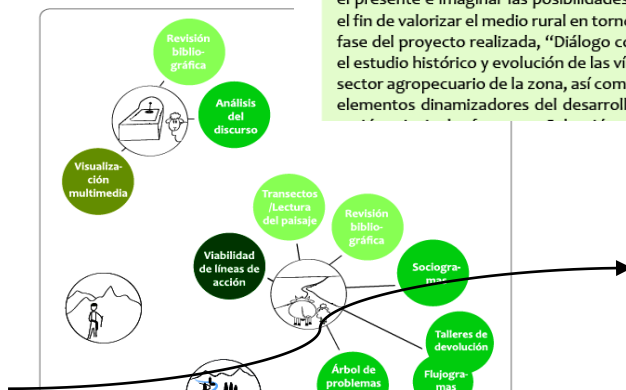 el presente e imaginar las posibilidades
el fin de valorizar el medio rural en torno
fase del proyecto realizada, “Diálogo co
el estudio histórico y evolución de las ví
sector agropecuario de la zona, así com
elementos dinamizadores del desarroll
Revisión
biblio-
gráfica
Análisis
del
discurso
Visualiza-
ción
multimedia
Transectos
/Lectura
del paisaje
Revisión
biblio-
gráfica
Viabilidad
de líneas de
acción
Sociogra-
mas
Talleres de
devolución
Árbol de
problemas
Flujogra-
mas